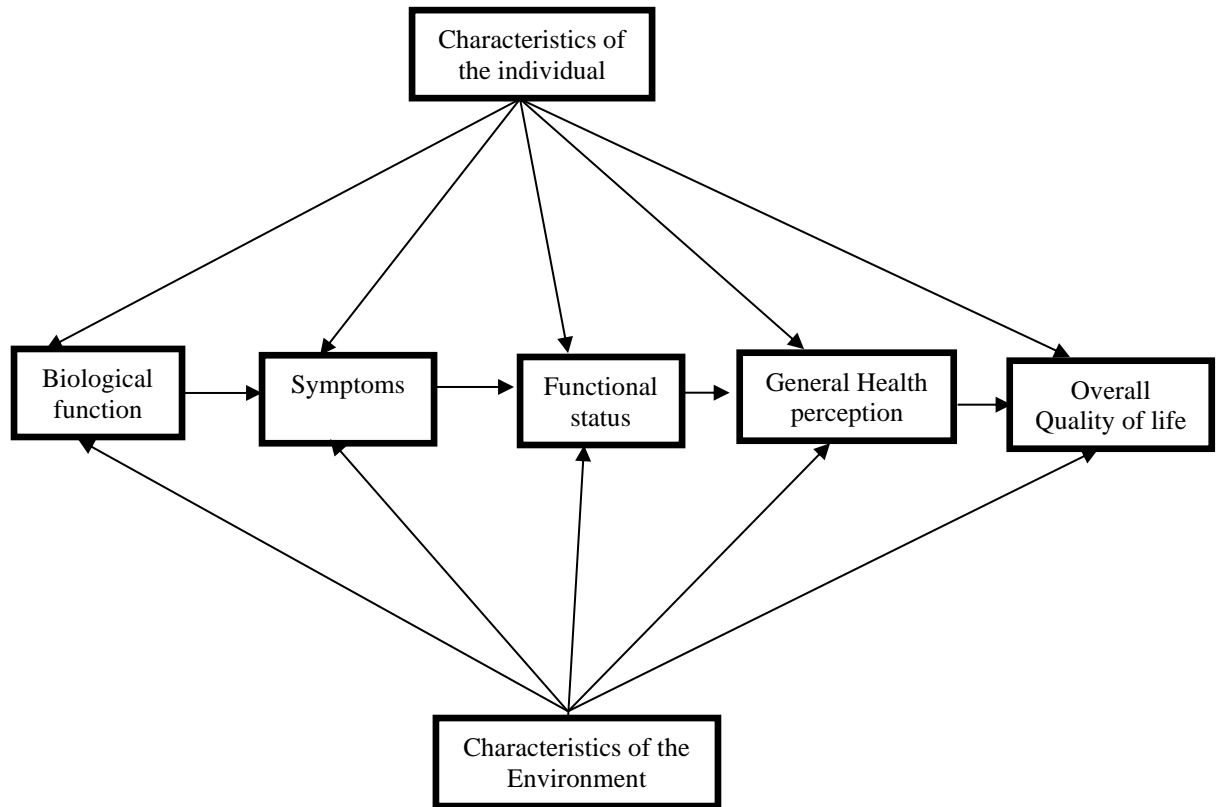 Characteristics of
the individual
Biological
function
Symptoms
Functional
status
General Health
perception
Overall
Quality of life
Characteristics of the
Environment